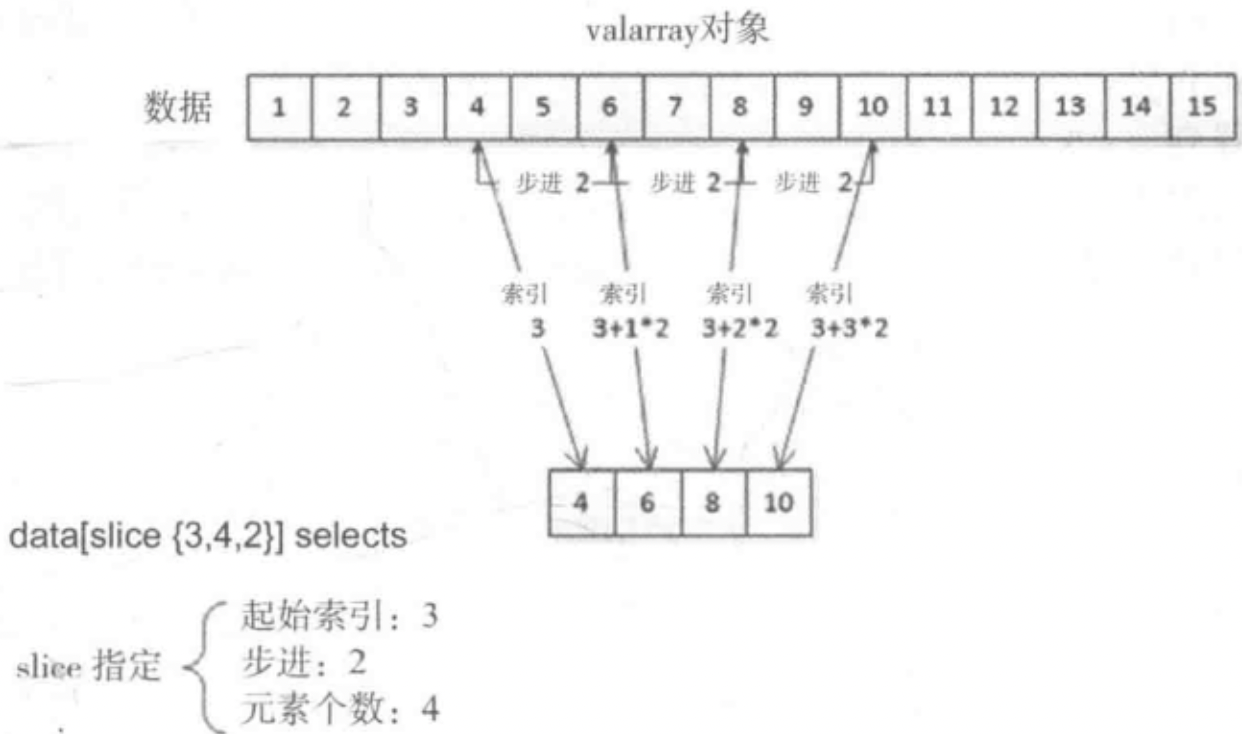 valarray对象
数据 1 2 3 4 5 6 7 8 9 10 11 12 13 14 15
步进 2 步进 2 步进 2
索引 索引 索引 索引
3 3+1*2 3+2*2 3+3*2
4 6 8 10
data[slice {3,4,2}] selects
起始索引：3
slice 指定 步进：2
元素个数：4